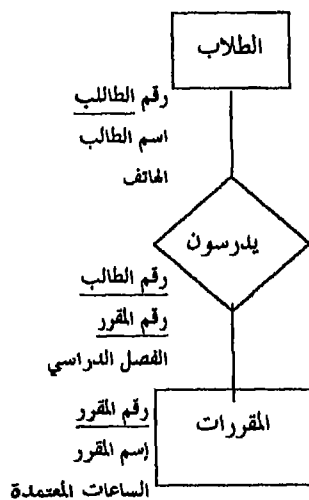 الطلاب
رقم الطاللب
اسم الطالب
الهاتف
يدرسون
رقم الطالب
رقم المقرر
الفصل الدراسي
المقررات
رقم المقرر
إسم المقرر
الساعات المعتمدة